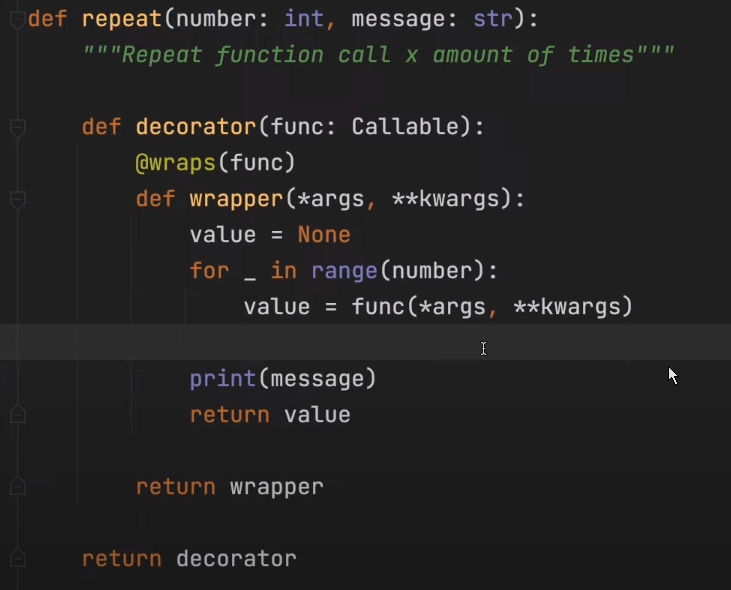 def repeat(number: int, message: str):
    """Repeat function call x amount of times"""

    def decorator(func: Callable):
        @wraps(func)
        def wrapper(*args, **kwargs):
            value = None
            for _ in range(number):
                value = func(*args, **kwargs)

            print(message)
            return value

        return wrapper

    return decorator